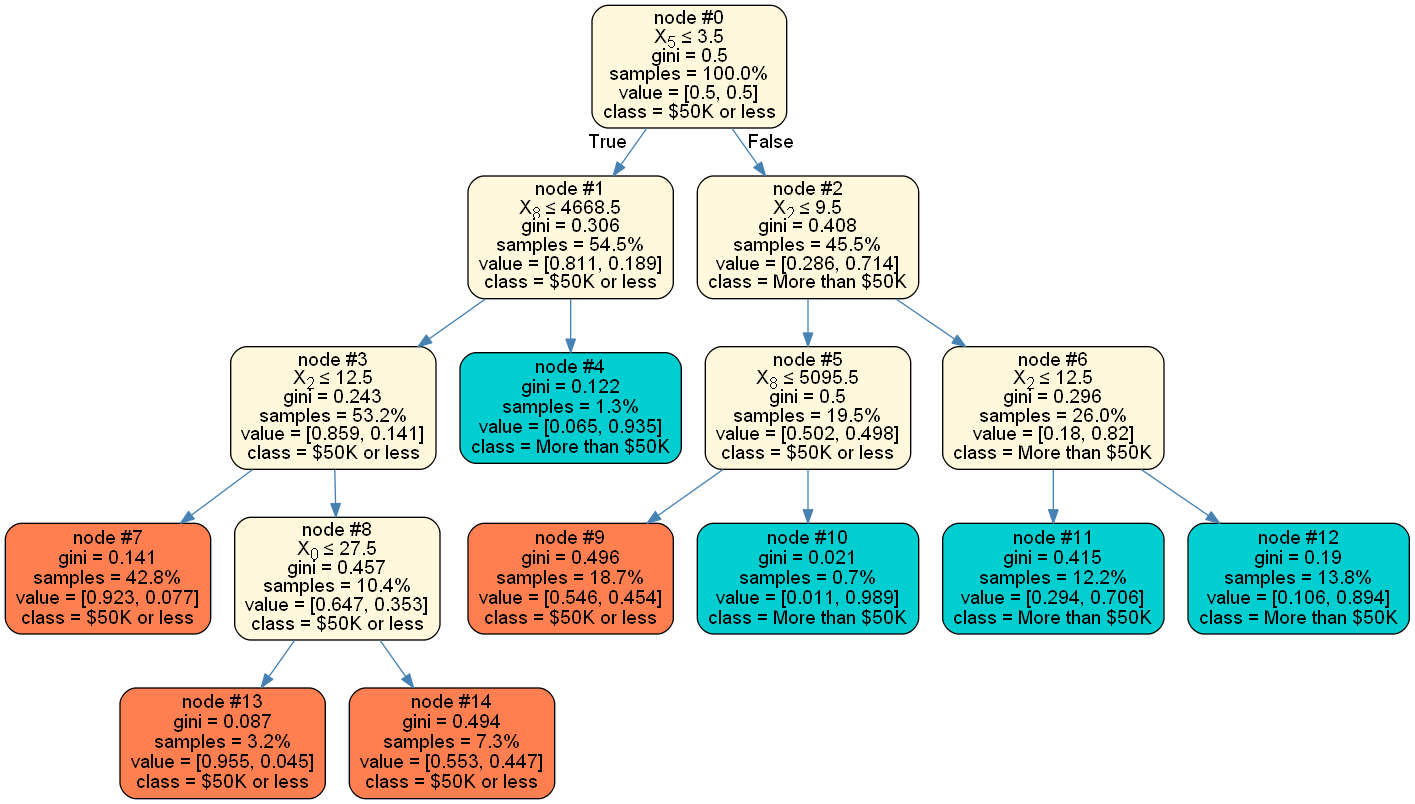 node #0
X5 ≤ 3.5
gini = 0.5
samples = 100.0%
value = [0.5, 0.5]
class = $50K or less
True
False
node #1
X8 ≤ 4668.5
gini = 0.306
samples = 54.5%
value = [0.811, 0.189]
class = $50K or less
node #2
X2 ≤ 9.5
gini = 0.408
samples = 45.5%
value = [0.286, 0.714]
class = More than $50K
node #3
X2 ≤ 12.5
gini = 0.243
samples = 53.2%
value = [0.859, 0.141]
class = $50K or less
node #4
gini = 0.122
samples = 1.3%
value = [0.065, 0.935]
class = More than $50K
node #5
X8 ≤ 5095.5
gini = 0.5
samples = 19.5%
value = [0.502, 0.498]
class = $50K or less
node #6
X2 ≤ 12.5
gini = 0.296
samples = 26.0%
value = [0.18, 0.82]
class = More than $50K
node #7
gini = 0.141
samples = 42.8%
value = [0.923, 0.077]
class = $50K or less
node #8
X0 ≤ 27.5
gini = 0.457
samples = 10.4%
value = [0.647, 0.353]
class = $50K or less
node #9
gini = 0.496
samples = 18.7%
value = [0.546, 0.454]
class = $50K or less
node #10
gini = 0.021
samples = 0.7%
value = [0.011, 0.989]
class = More than $50K
node #11
gini = 0.415
samples = 12.2%
value = [0.294, 0.706]
class = More than $50K
node #12
gini = 0.19
samples = 13.8%
value = [0.106, 0.894]
class = More than $50K
node #13
gini = 0.087
samples = 3.2%
value = [0.955, 0.045]
class = $50K or less
node #14
gini = 0.494
samples = 7.3%
value = [0.553, 0.447]
class = $50K or less